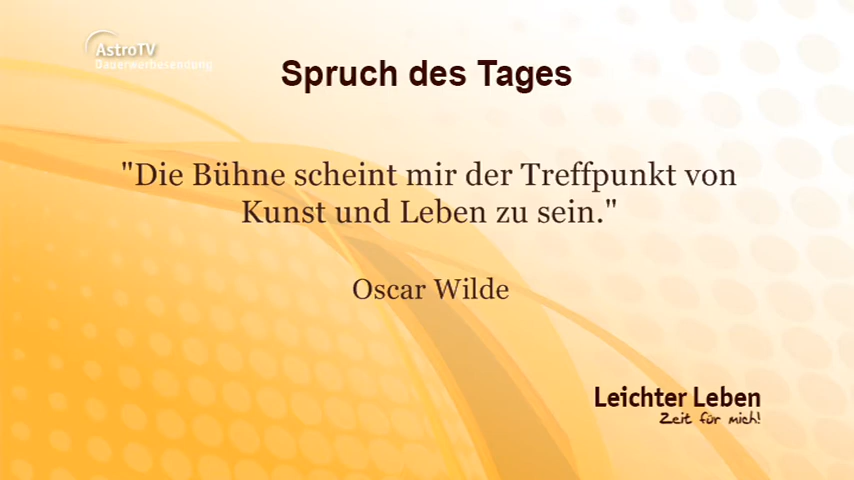 AstroTV
Dauerwerbesendung
Spruch des Tages
"Die Bühne scheint mir der Treffpunkt von
Kunst und Leben zu sein."
Oscar Wilde
Leichter Leben
Zeit für mich!